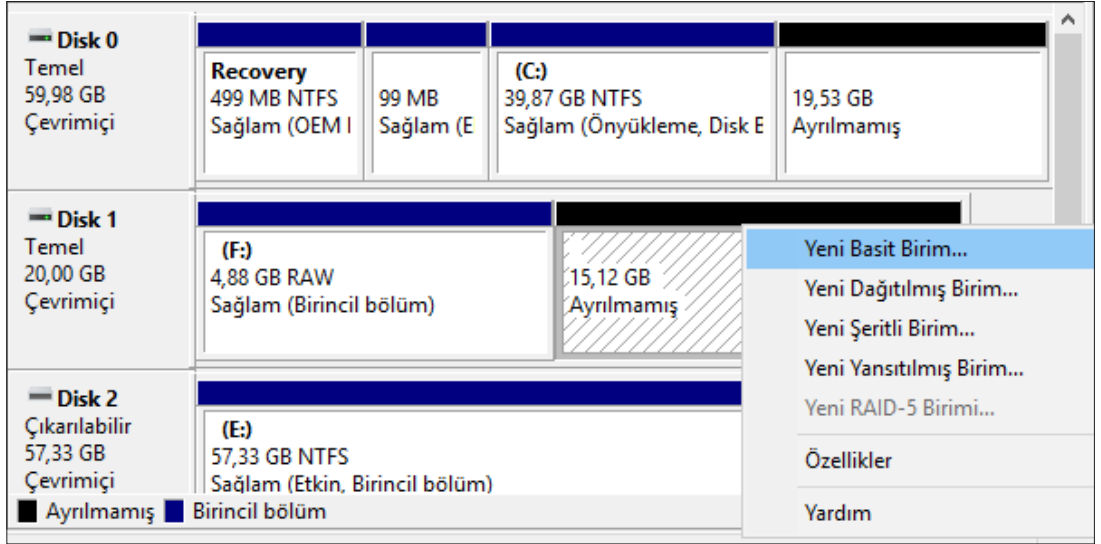 Disk 0
Temel
59,98 GB
Çevrimiçi
Recovery
499 MB NTFS
Sağlam (OEM I
99 MB
Sağlam (E
(C:)
39,87 GB NTFS
Sağlam (Önyükleme, Disk E
19,53 GB
Ayrılmamış
Disk 1
Temel
20,00 GB
Çevrimiçi
(F:)
4,88 GB RAW
Sağlam (Birincil bölüm)
15,12 GB
Ayrılmamış
Yeni Basit Birim...
Yeni Dağıtılmış Birim...
Yeni Şeritli Birim...
Yeni Yansıtılmış Birim...
Yeni RAID-5 Birimi...
Özellikler
Yardım
Disk 2
Çıkarılabilir
57,33 GB
Çevrimiçi
(E:)
57,33 GB NTFS
Sağlam (Etkin, Birincil bölüm)
Ayrılmamış
Birincil bölüm